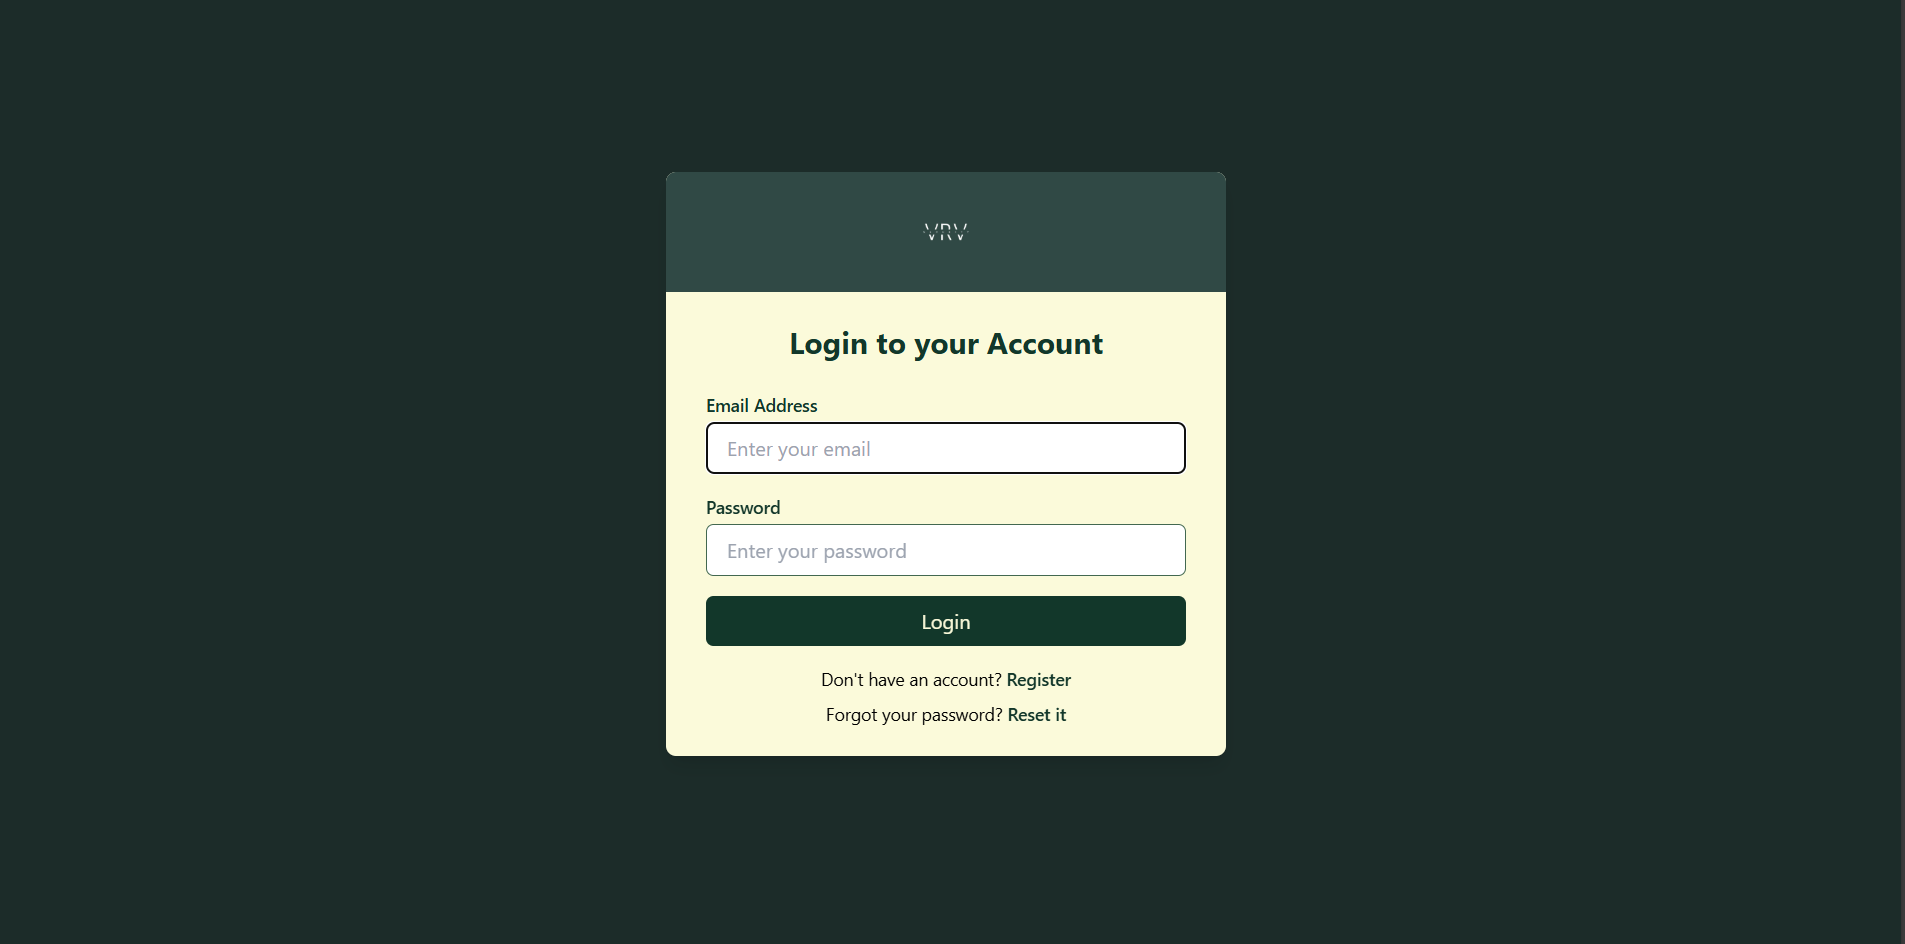 VRV
Login to your Account
Email Address
Enter your email
Password
Enter your password
Login
Don't have an account? Register
Forgot your password? Reset it